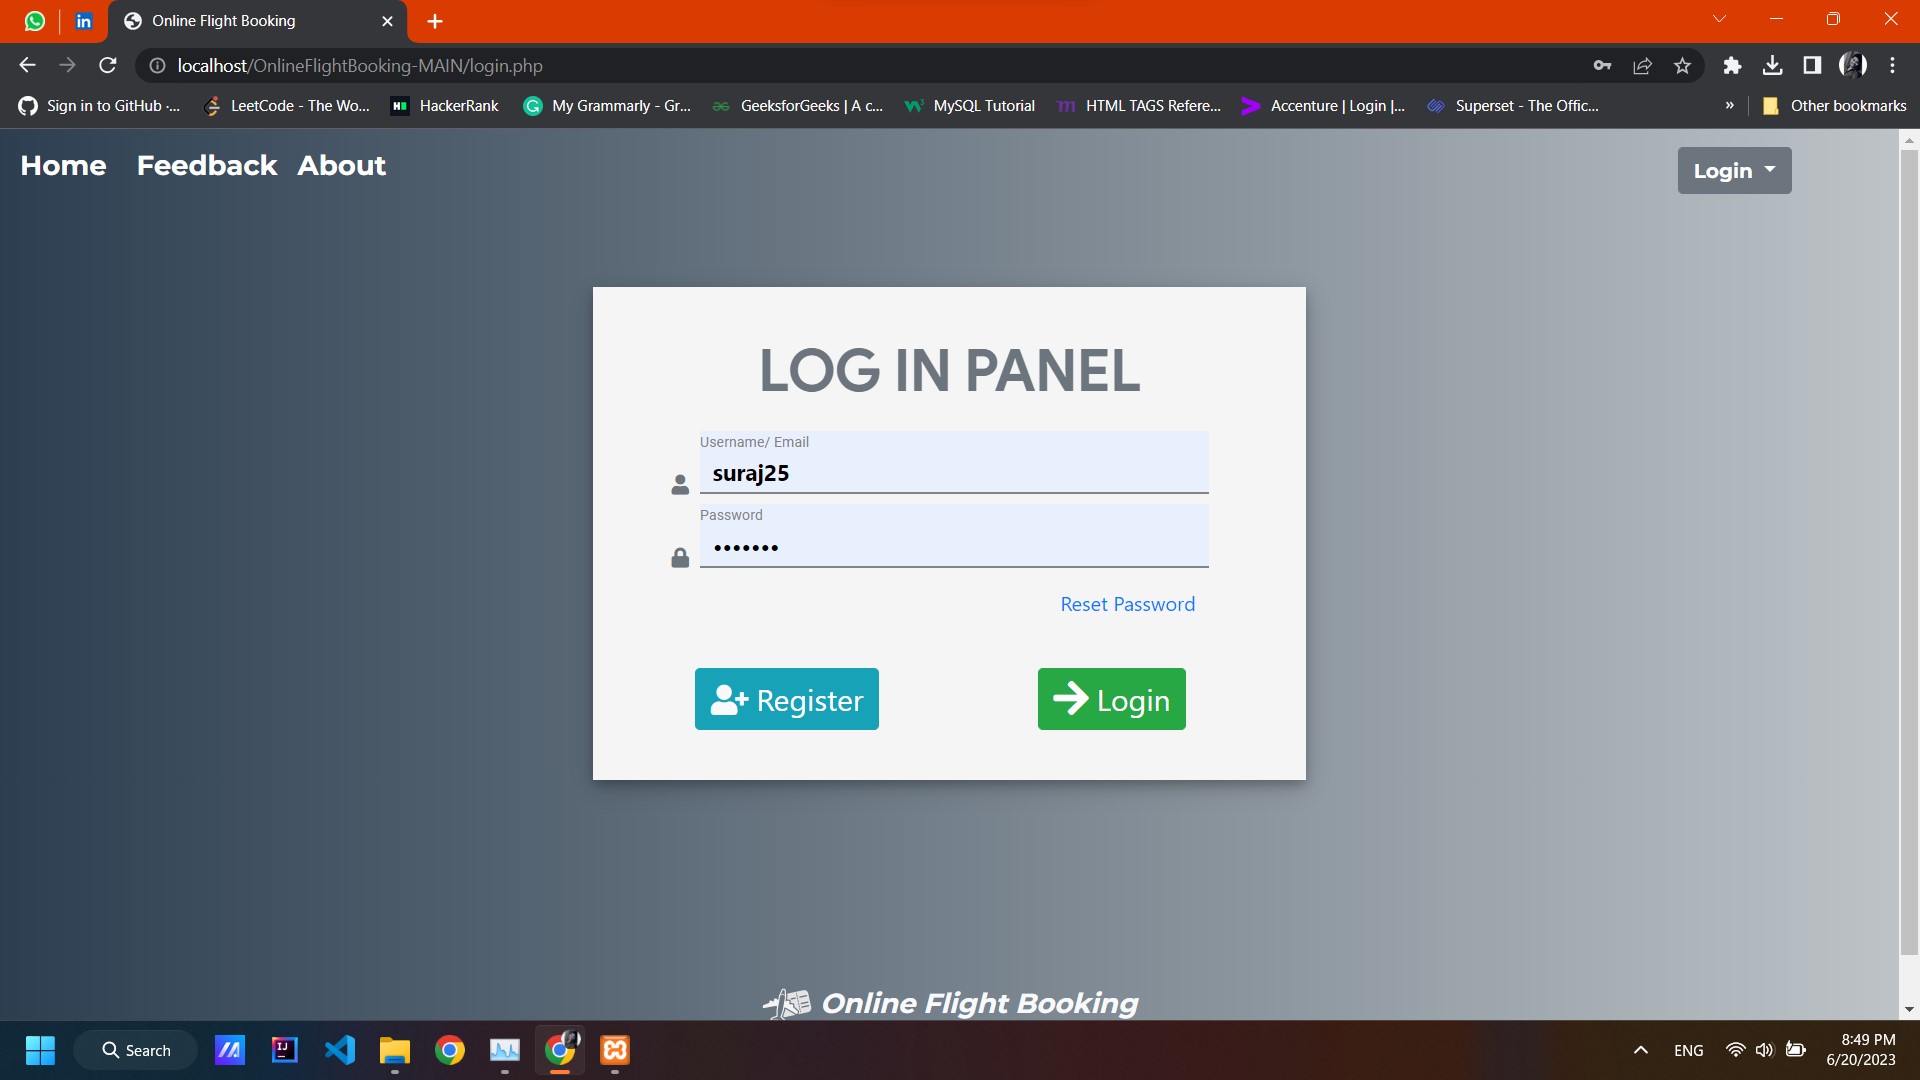 Online Flight Booking
localhost/OnlineFlightBooking-MAIN/login.php
Sign in to GitHub ·... LeetCode - The Wo... HackerRank My Grammarly - Gr... GeeksforGeeks | A c... MySQL Tutorial HTML TAGS Refere... Accenture | Login |... Superset - The Offic... » Other bookmarks
Home Feedback About Login
LOG IN PANEL
Username/ Email
suraj25
Password
•••••••
Reset Password
Register Login
Online Flight Booking
Search ENG 8:49 PM
6/20/2023